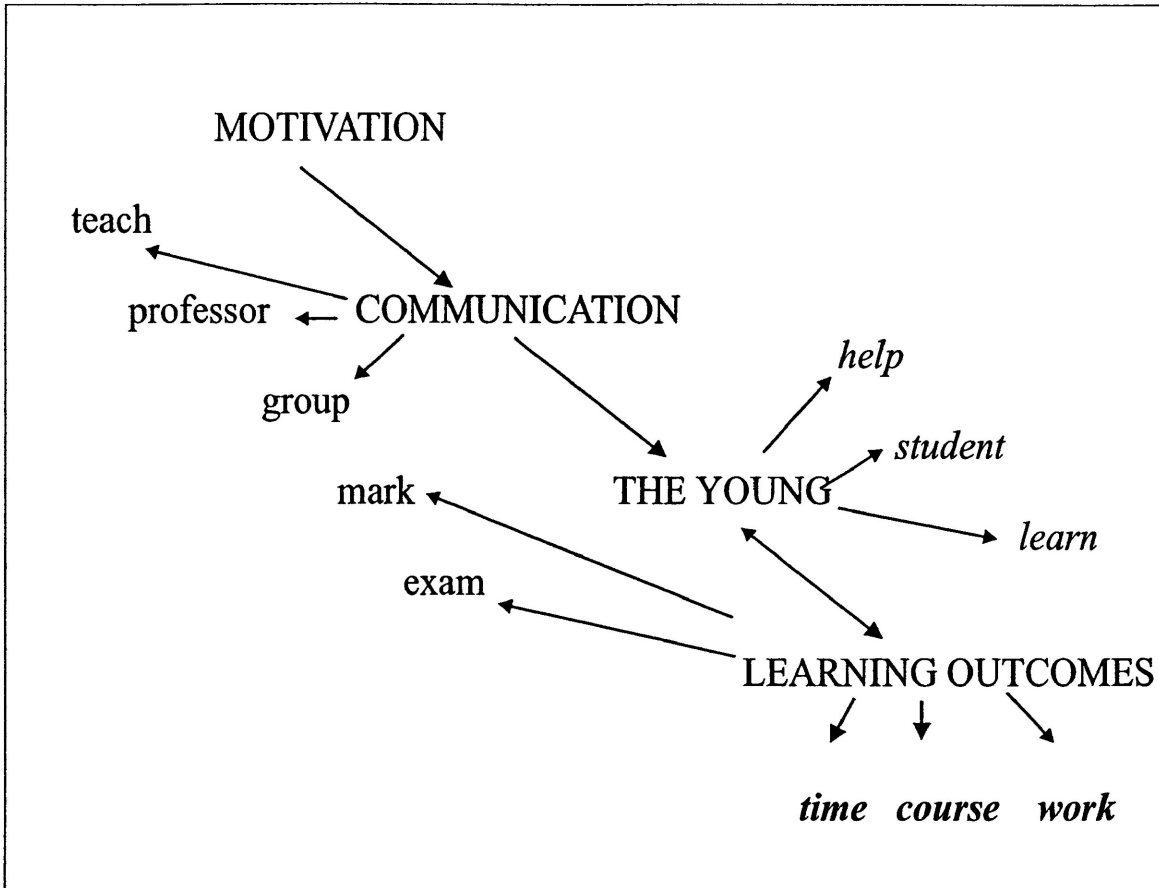 MOTIVATION
teach
professor
COMMUNICATION
help
group
student
mark
THE YOUNG
learn
exam
LEARNING OUTCOMES
time course work